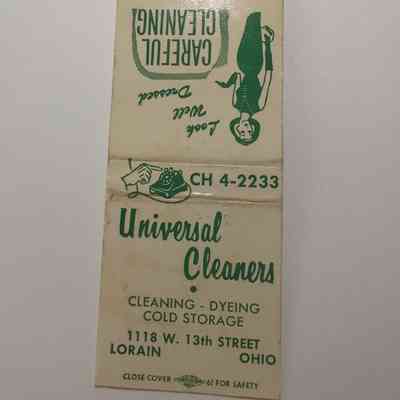 CAREFUL
CLEANING
Look
Well
Dressed
CH 4-2233
Universal
Cleaners
CLEANING - DYEING
COLD STORAGE
1118 W. 13th STREET
LORAIN OHIO
CLOSE COVER FOR SAFETY